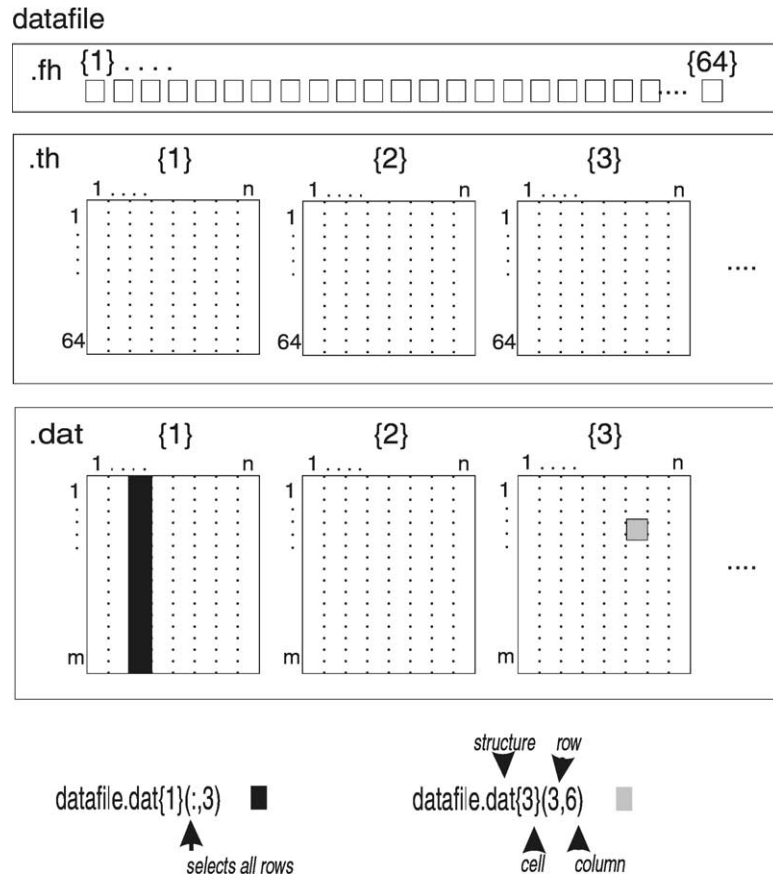 datafile
.fh {1} . . . . {64}
....
.th {1} {2} {3}
1 . . . . n 1 . . . . n 1 . . . . n
1 1 1
....
64 64 64
.dat {1} {2} {3}
1 . . . . n 1 . . . . n 1 . . . . n
1 1 1
....
m m m
structure row
datafile.dat{1}(:,3) datafile.dat{3}(3,6)
selects all rows cell column